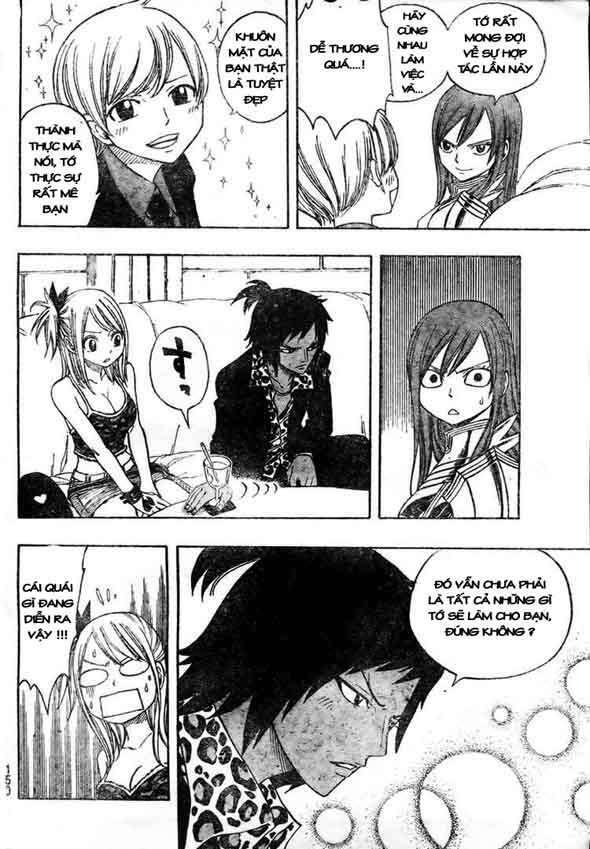 TỚ RẤT
MONG ĐỢI
VỀ SỰ HỢP
TÁC LẦN NÀY
HÃY
CÙNG
NHAU
LÀM
VIỆC
VÀ...
DỄ THƯƠNG
QUÁ....!
KHUÔN
MẶT CỦA
BẠN THẬT
LÀ TUYỆT
ĐẸP
THÀNH
THỰC MÀ
NÓI, TỚ
THỰC SỰ
RẤT MÊ
BẠN
すっ
ĐÓ VẪN CHƯA PHẢI
LÀ TẤT CẢ NHỮNG GÌ
TỚ SẼ LÀM CHO BẠN,
ĐÚNG KHÔNG ?
CÁI QUÁI
GÌ ĐANG
DIỄN RA
VẬY !!!